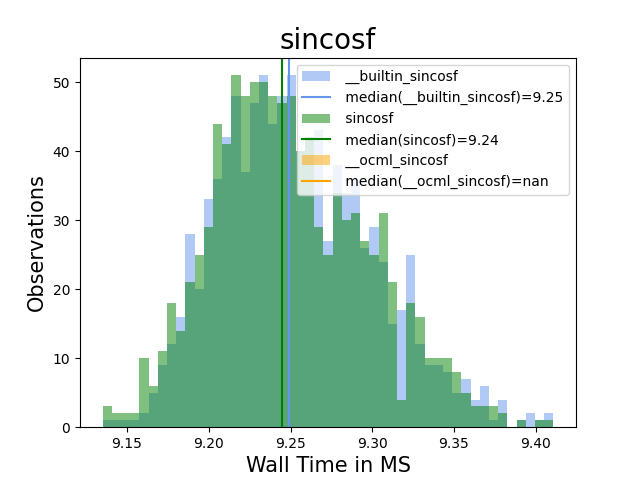 sincosf
__builtin_sincosf
median(__builtin_sincosf)=9.25
sincosf
median(sincosf)=9.24
__ocml_sincosf
median(__ocml_sincosf)=nan
Observations
50
40
30
20
10
0
9.15 9.20 9.25 9.30 9.35 9.40
Wall Time in MS